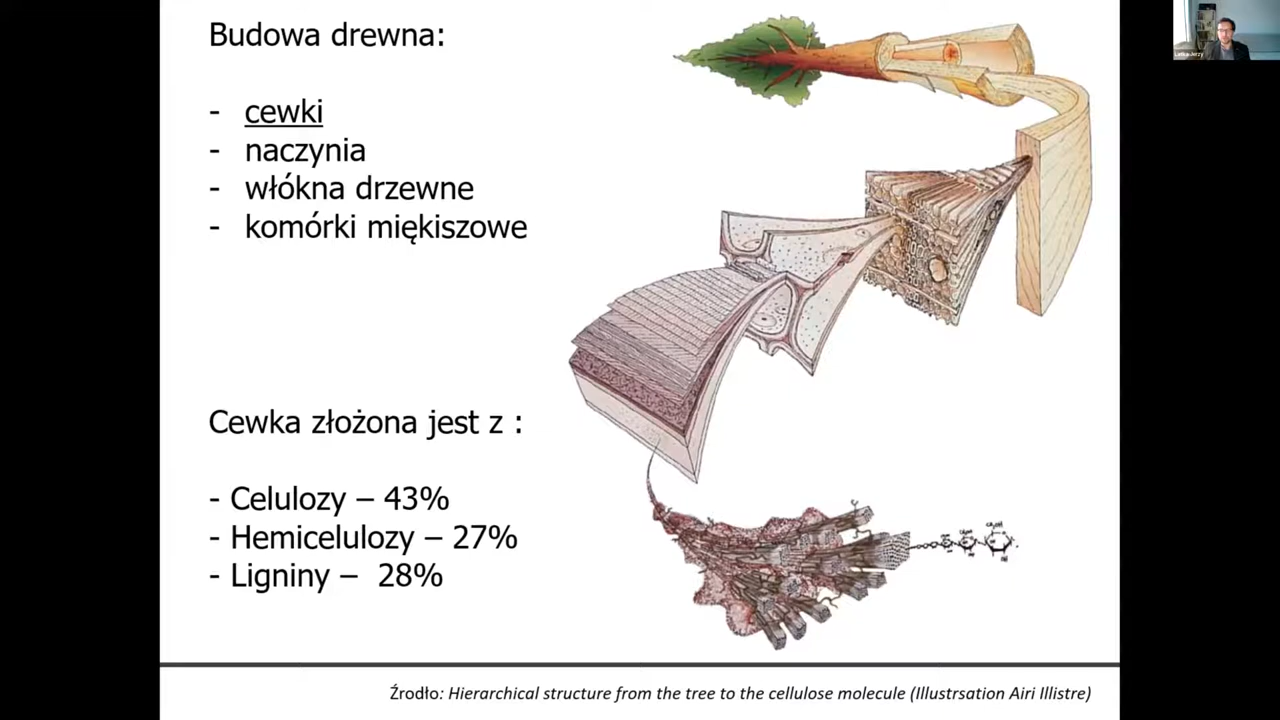 Budowa drewna:
- cewki
- naczynia
- włókna drzewne
- komórki miękiszowe
Cewka złożona jest z :
- Celulozy – 43%
- Hemicelulozy – 27%
- Ligniny – 28%
Źrodło: Hierarchical structure from the tree to the cellulose molecule (Illustrsation Airi Illistre)